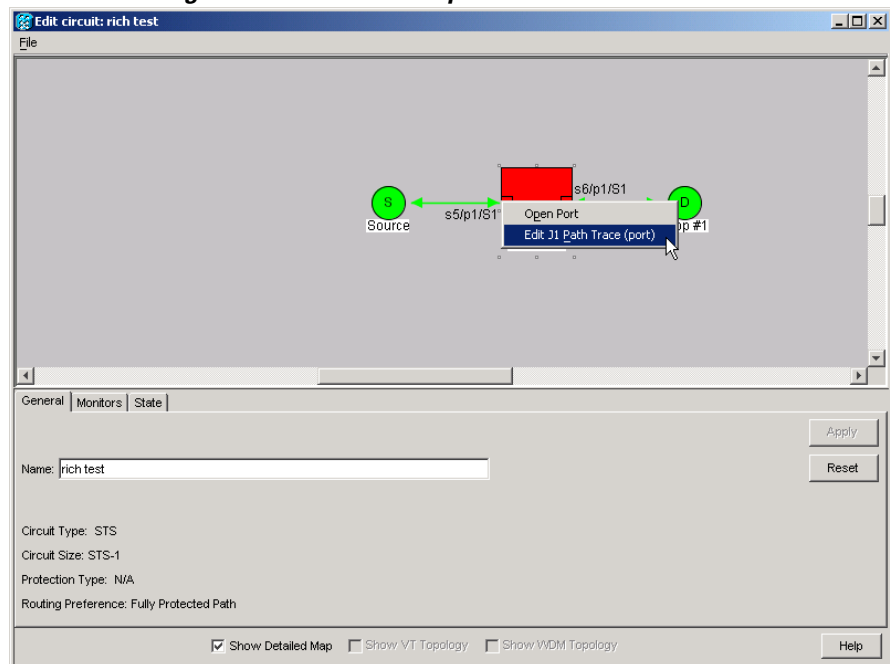 Edit circuit: rich test
File
s6/p1/S1
S
D
s5/p1/S1
Open Port
Source
op #1
Edit J1 Path Trace (port)
General Monitors State
Apply
Name: rich test
Reset
Circuit Type: STS
Circuit Size: STS-1
Protection Type: N/A
Routing Preference: Fully Protected Path
Show Detailed Map Show VT Topology Show WDM Topology Help